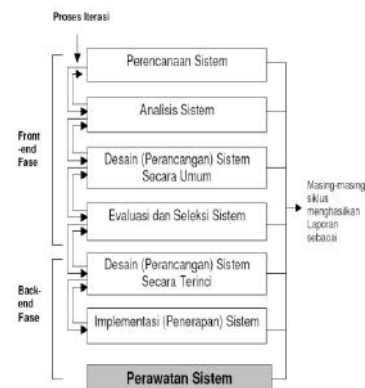 Proses Iterasi
Perencanaan Sistem
Analisis Sistem
Front
-end
Fase
Desain (Perancangan) Sistem
Secara Umum
Masing-masing
siklus
menghasilkan
Laporan
sebagai
Evaluasi dan Seleksi Sistem
Desain (Perancangan) Sistem
Secara Terinci
Back-
end
Fase
Implementasi (Penerapan) Sistem
Perawatan Sistem